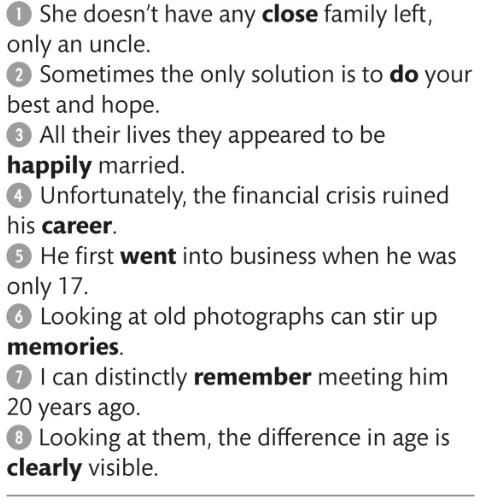 1 She doesn't have any close family left,
only an uncle.
2 Sometimes the only solution is to do your
best and hope.
3 All their lives they appeared to be
happily married.
4 Unfortunately, the financial crisis ruined
his career.
5 He first went into business when he was
only 17.
6 Looking at old photographs can stir up
memories.
7 I can distinctly remember meeting him
20 years ago.
8 Looking at them, the difference in age is
clearly visible.